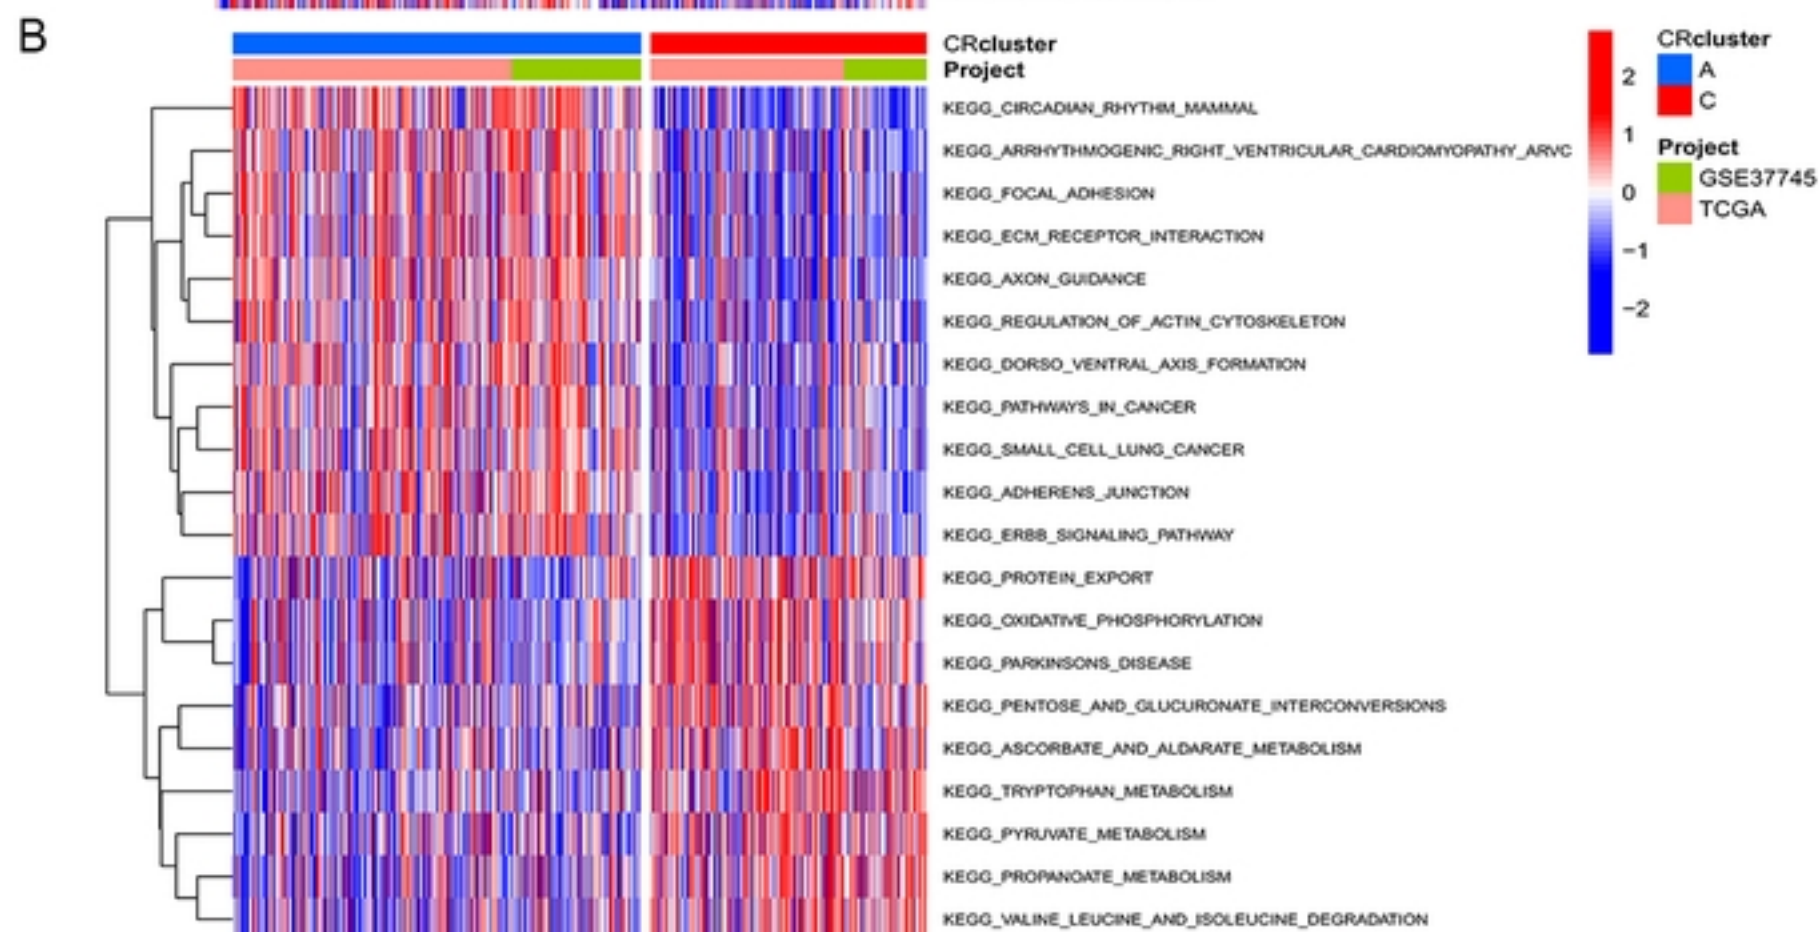 B
CRcluster
Project
KEGG_CIRCADIAN_RHYTHM_MAMMAL
KEGG_ARRHYTHMOGENIC_RIGHT_VENTRICULAR_CARDIOMYOPATHY_ARVC
KEGG_FOCAL_ADHESION
KEGG_ECM_RECEPTOR_INTERACTION
KEGG_AXON_GUIDANCE
KEGG_REGULATION_OF_ACTIN_CYTOSKELETON
KEGG_DORSO_VENTRAL_AXIS_FORMATION
KEGG_PATHWAYS_IN_CANCER
KEGG_SMALL_CELL_LUNG_CANCER
KEGG_ADHERENS_JUNCTION
KEGG_ERBB_SIGNALING_PATHWAY
KEGG_PROTEIN_EXPORT
KEGG_OXIDATIVE_PHOSPHORYLATION
KEGG_PARKINSONS_DISEASE
KEGG_PENTOSE_AND_GLUCURONATE_INTERCONVERSIONS
KEGG_ASCORBATE_AND_ALDARATE_METABOLISM
KEGG_TRYPTOPHAN_METABOLISM
KEGG_PYRUVATE_METABOLISM
KEGG_PROPANOATE_METABOLISM
KEGG_VALINE_LEUCINE_AND_ISOLEUCINE_DEGRADATION
2
1
0
−1
−2
CRcluster
A
C
Project
GSE37745
TCGA